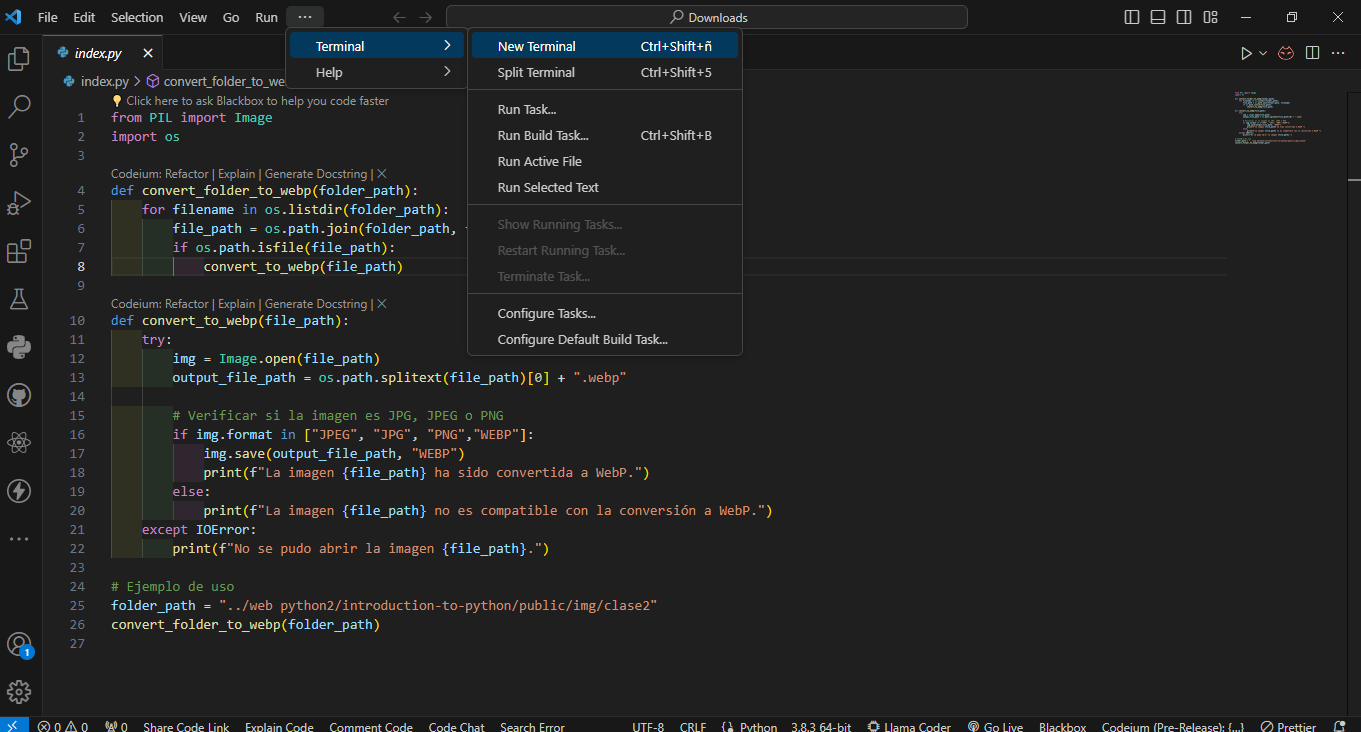 File Edit Selection View Go Run ··· Downloads
index.py
Terminal
Help
New Terminal Ctrl+Shift+ñ
Split Terminal Ctrl+Shift+5
Run Task...
Run Build Task... Ctrl+Shift+B
Run Active File
Run Selected Text
Show Running Tasks...
Restart Running Task...
Terminate Task...
Configure Tasks...
Configure Default Build Task...
index.py > convert_folder_to_we
Click here to ask Blackbox to help you code faster
1 from PIL import Image
2 import os
3
Codeium: Refactor | Explain | Generate Docstring | X
4 def convert_folder_to_webp(folder_path):
5 for filename in os.listdir(folder_path):
6 file_path = os.path.join(folder_path,
7 if os.path.isfile(file_path):
8 convert_to_webp(file_path)
9
Codeium: Refactor | Explain | Generate Docstring | X
10 def convert_to_webp(file_path):
11 try:
12 img = Image.open(file_path)
13 output_file_path = os.path.splitext(file_path)[0] + ".webp"
14
15 # Verificar si la imagen es JPG, JPEG o PNG
16 if img.format in ["JPEG", "JPG", "PNG","WEBP"]:
17 img.save(output_file_path, "WEBP")
18 print(f"La imagen {file_path} ha sido convertida a WebP.")
19 else:
20 print(f"La imagen {file_path} no es compatible con la conversión a WebP.")
21 except IOError:
22 print(f"No se pudo abrir la imagen {file_path}.")
23
24 # Ejemplo de uso
25 folder_path = "../web python2/introduction-to-python/public/img/clase2"
26 convert_folder_to_webp(folder_path)
27
1
0 0 0 Share Code Link Explain Code Comment Code Code Chat Search Error UTF-8 CRLF {} Python 3.8.3 64-bit Llama Coder Go Live Blackbox Codeium (Pre-Release): {...} Prettier